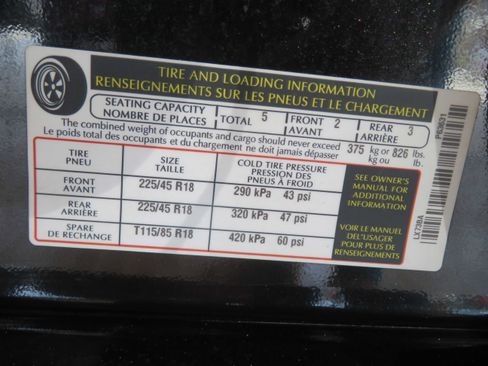 TIRE AND LOADING INFORMATION
RENSEIGNEMENTS SUR LES PNEUS ET LE CHARGEMENT
SEATING CAPACITY
NOMBRE DE PLACES
TOTAL 5
FRONT
AVANT 2
REAR
ARRIÈRE 3
The combined weight of occupants and cargo should never exceed 375 kg or 826 lbs.
Le poids total des occupants et du chargement ne doit jamais dépasser kg ou lb.
TIRE
PNEU
SIZE
TAILLE
COLD TIRE PRESSURE
PRESSION DES
PNEUS À FROID
FRONT
AVANT
225/45 R18
290 kPa 43 psi
REAR
ARRIÈRE
225/45 R18
320 kPa 47 psi
SPARE
DE RECHANGE
T115/85 R18
420 kPa 60 psi
SEE OWNER'S
MANUAL FOR
ADDITIONAL
INFORMATION
VOIR LE MANUEL
DE L'USAGER
POUR PLUS DE
RENSEIGNEMENTS